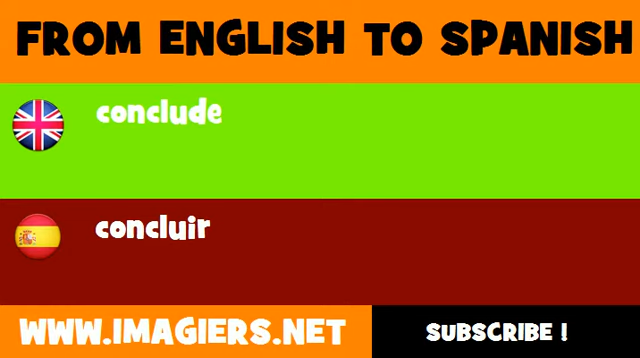 FROM ENGLISH TO SPANISH
conclude
concluir
WWW.IMAGIERS.NET
SUBSCRIBE !